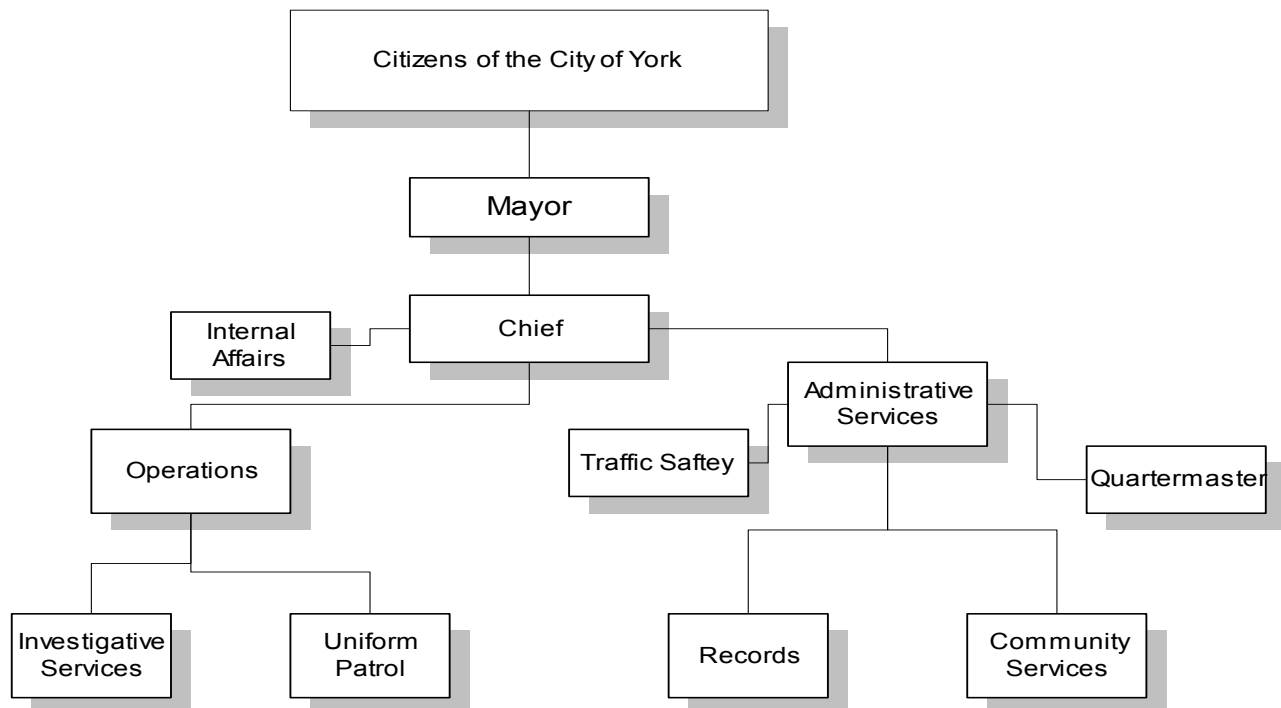 Citizens of the City of York
Mayor
Chief
Internal
Affairs
Administrative
Services
Operations
Traffic Saftey
Quartermaster
Investigative
Services
Uniform
Patrol
Records
Community
Services